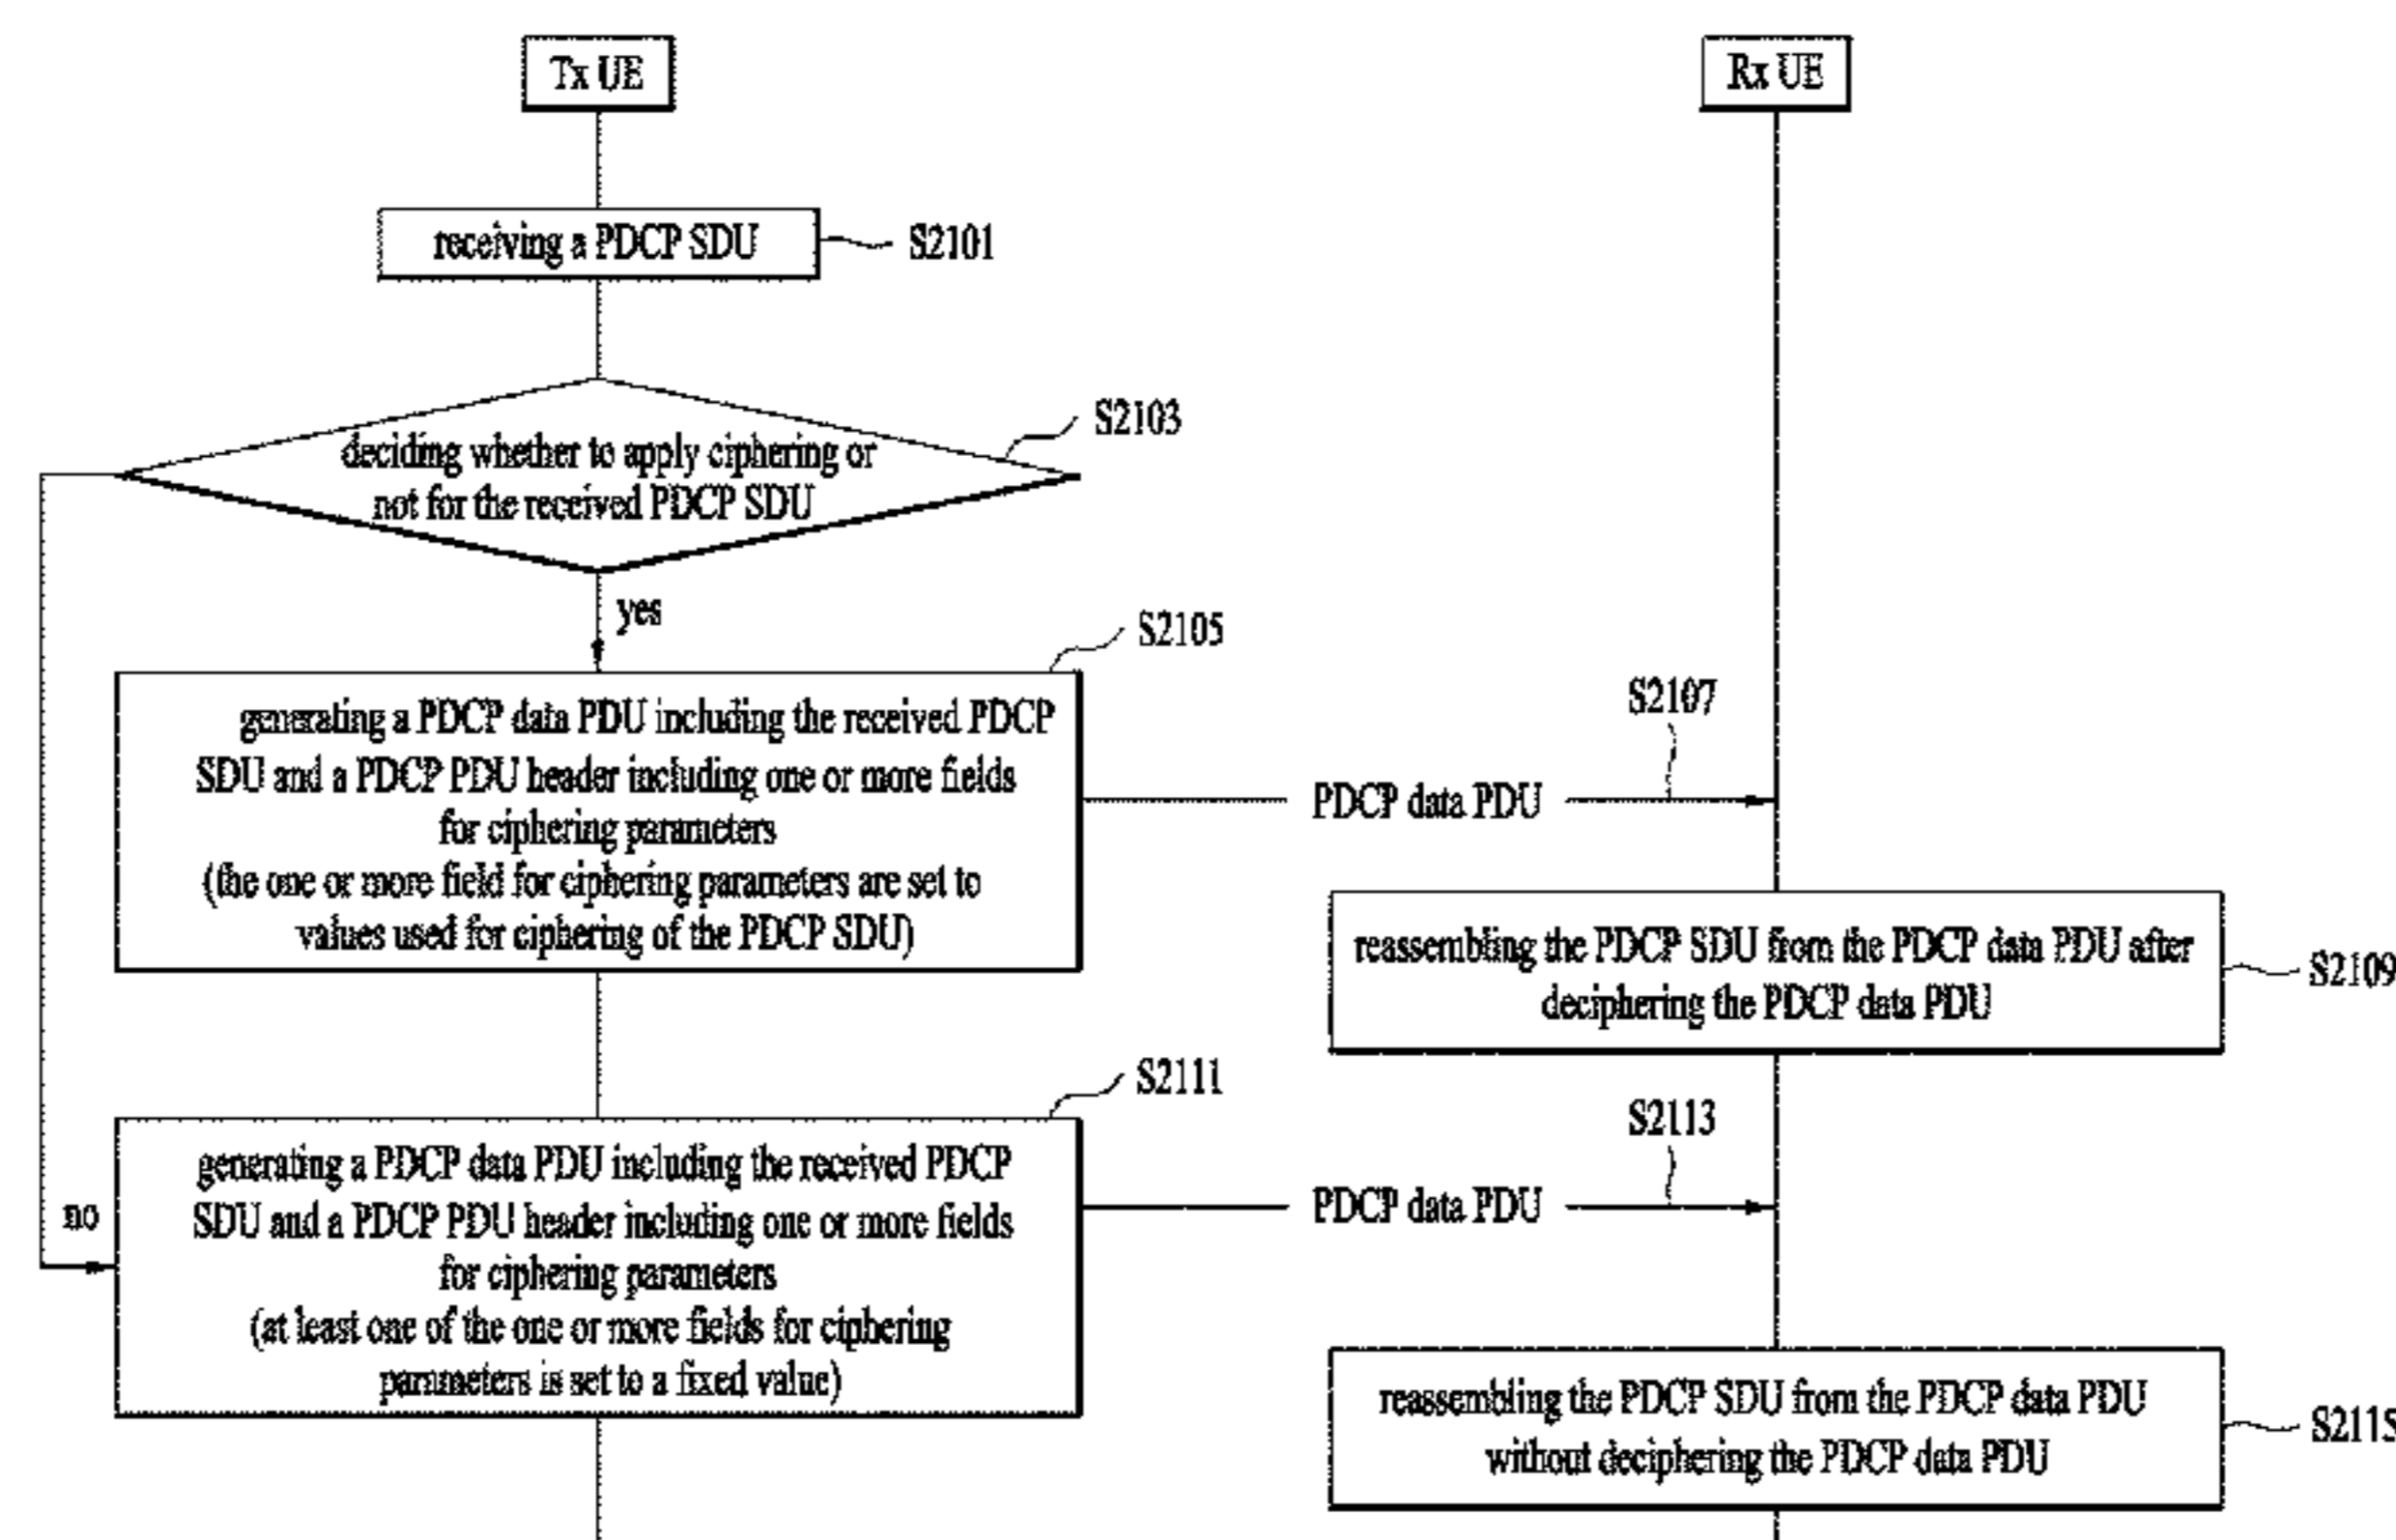 Tx UE
Rx UE
receiving a PDCP SDU
S2101
S2103
deciding whether to apply ciphering or
not for the received PDCP SDU
yes
S2105
generating a PDCP data PDU including the received PDCP
SDU and a PDCP PDU header including one or more fields
for ciphering parameters
(the one or more field for ciphering parameters are set to
values used for ciphering of the PDCP SDU)
S2107
PDCP data PDU
reassembling the PDCP SDU from the PDCP data PDU after
deciphering the PDCP data PDU
S2109
S2111
no
generating a PDCP data PDU including the received PDCP
SDU and a PDCP PDU header including one or more fields
for ciphering parameters
(at least one of the one or more fields for ciphering
parameters is set to a fixed value)
S2113
PDCP data PDU
reassembling the PDCP SDU from the PDCP data PDU
without deciphering the PDCP data PDU
S2115